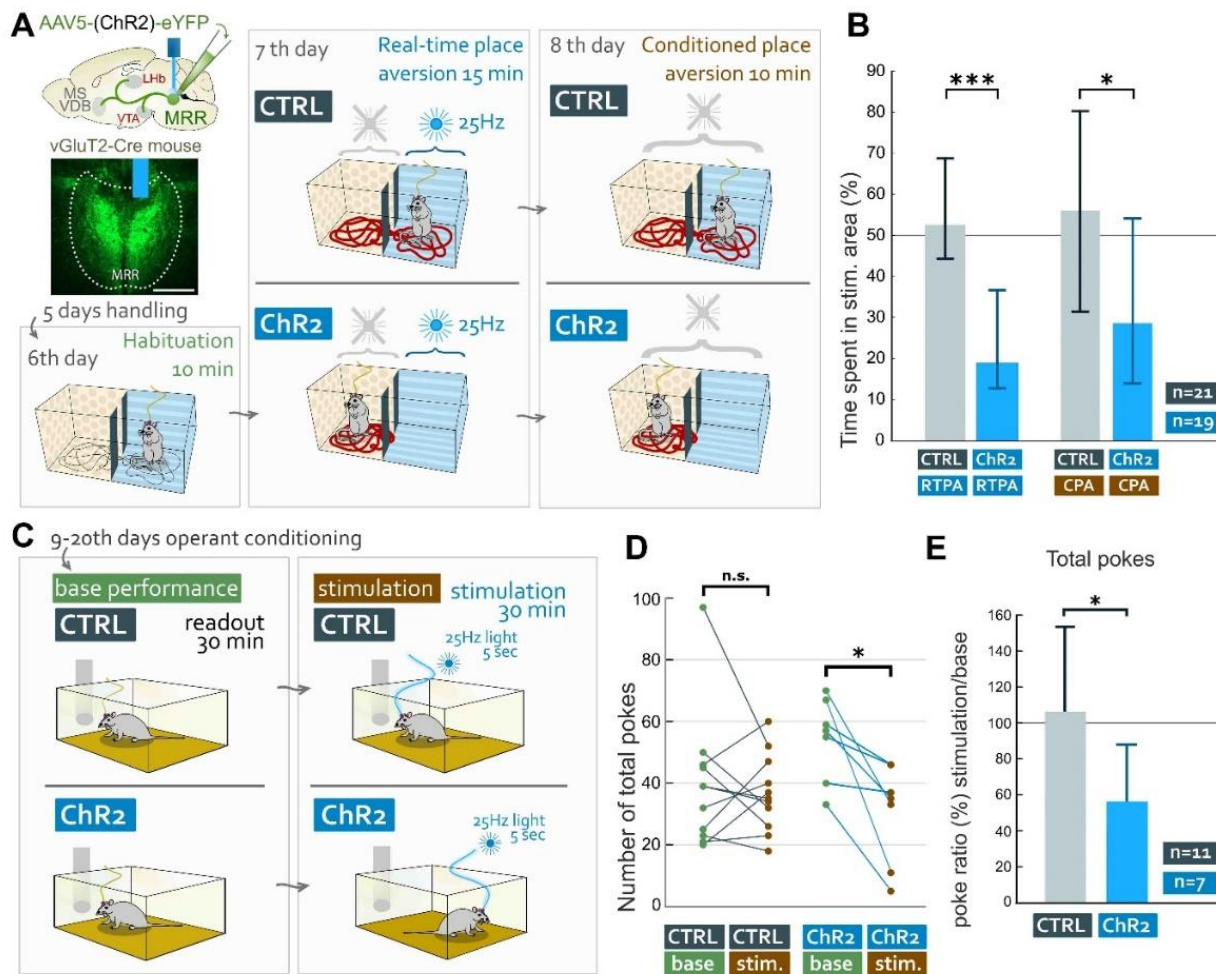 A
AAV5-(ChR2)-eYFP
LHb
MS
VDB
VTA
MRR
vGluT2-Cre mouse
MRR
5 days handling
6th day
Habituation
10 min
7 th day
Real-time place
aversion 15 min
CTRL
25Hz
ChR2
25Hz
8 th day
Conditioned place
aversion 10 min
CTRL
ChR2
B
Time spent in stim. area (%)
90
80
70
60
50
40
30
20
10
0
***
*
n=21
n=19
CTRL ChR2 CTRL ChR2
RTPA RTPA CPA CPA
C
9-20th days operant conditioning
base performance
CTRL
readout
30 min
ChR2
stimulation
stimulation
30 min
CTRL
25Hz light
5 sec
ChR2
25Hz light
5 sec
D
Number of total pokes
100
80
60
40
20
0
n.s.
*
CTRL CTRL ChR2 ChR2
base stim. base stim.
E
Total pokes
poke ratio (%) stimulation/base
160
140
120
100
80
60
40
20
0
*
n=11
n=7
CTRL ChR2